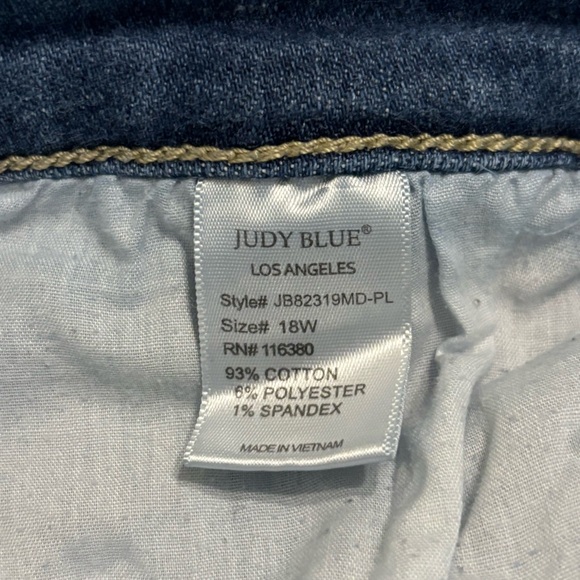 JUDY BLUE®
LOS ANGELES
Style# JB82319MD-PL
Size# 18W
RN# 116380
93% COTTON
6% POLYESTER
1% SPANDEX
MADE IN VIETNAM